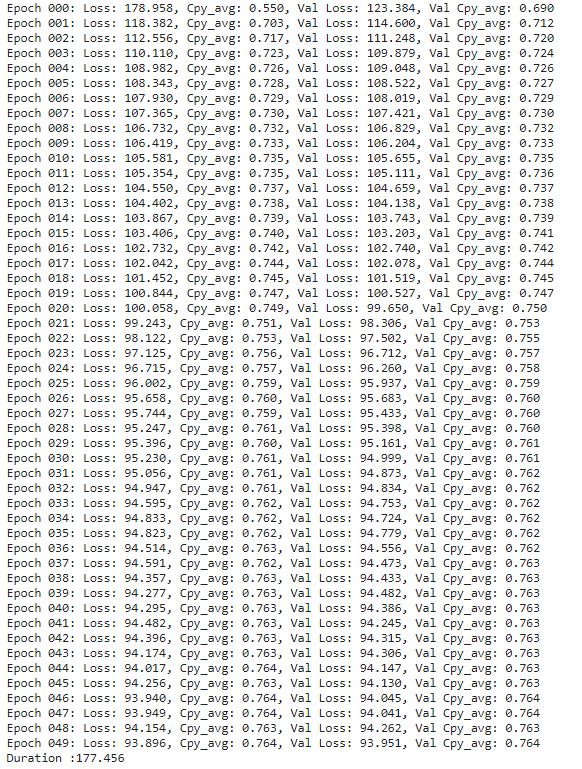 Epoch 000: Loss: 178.958, Cpy_avg: 0.550, Val Loss: 123.384, Val Cpy_avg: 0.690
Epoch 001: Loss: 118.382, Cpy_avg: 0.703, Val Loss: 114.600, Val Cpy_avg: 0.712
Epoch 002: Loss: 112.556, Cpy_avg: 0.717, Val Loss: 111.248, Val Cpy_avg: 0.720
Epoch 003: Loss: 110.110, Cpy_avg: 0.723, Val Loss: 109.879, Val Cpy_avg: 0.724
Epoch 004: Loss: 108.982, Cpy_avg: 0.726, Val Loss: 109.048, Val Cpy_avg: 0.726
Epoch 005: Loss: 108.343, Cpy_avg: 0.728, Val Loss: 108.522, Val Cpy_avg: 0.727
Epoch 006: Loss: 107.930, Cpy_avg: 0.729, Val Loss: 108.019, Val Cpy_avg: 0.729
Epoch 007: Loss: 107.365, Cpy_avg: 0.730, Val Loss: 107.421, Val Cpy_avg: 0.730
Epoch 008: Loss: 106.732, Cpy_avg: 0.732, Val Loss: 106.829, Val Cpy_avg: 0.732
Epoch 009: Loss: 106.419, Cpy_avg: 0.733, Val Loss: 106.204, Val Cpy_avg: 0.733
Epoch 010: Loss: 105.581, Cpy_avg: 0.735, Val Loss: 105.655, Val Cpy_avg: 0.735
Epoch 011: Loss: 105.354, Cpy_avg: 0.735, Val Loss: 105.111, Val Cpy_avg: 0.736
Epoch 012: Loss: 104.550, Cpy_avg: 0.737, Val Loss: 104.659, Val Cpy_avg: 0.737
Epoch 013: Loss: 104.402, Cpy_avg: 0.738, Val Loss: 104.138, Val Cpy_avg: 0.738
Epoch 014: Loss: 103.867, Cpy_avg: 0.739, Val Loss: 103.743, Val Cpy_avg: 0.739
Epoch 015: Loss: 103.406, Cpy_avg: 0.740, Val Loss: 103.203, Val Cpy_avg: 0.741
Epoch 016: Loss: 102.732, Cpy_avg: 0.742, Val Loss: 102.740, Val Cpy_avg: 0.742
Epoch 017: Loss: 102.042, Cpy_avg: 0.744, Val Loss: 102.078, Val Cpy_avg: 0.744
Epoch 018: Loss: 101.452, Cpy_avg: 0.745, Val Loss: 101.519, Val Cpy_avg: 0.745
Epoch 019: Loss: 100.844, Cpy_avg: 0.747, Val Loss: 100.527, Val Cpy_avg: 0.747
Epoch 020: Loss: 100.058, Cpy_avg: 0.749, Val Loss: 99.650, Val Cpy_avg: 0.750
Epoch 021: Loss: 99.243, Cpy_avg: 0.751, Val Loss: 98.306, Val Cpy_avg: 0.753
Epoch 022: Loss: 98.122, Cpy_avg: 0.753, Val Loss: 97.502, Val Cpy_avg: 0.755
Epoch 023: Loss: 97.125, Cpy_avg: 0.756, Val Loss: 96.712, Val Cpy_avg: 0.757
Epoch 024: Loss: 96.715, Cpy_avg: 0.757, Val Loss: 96.260, Val Cpy_avg: 0.758
Epoch 025: Loss: 96.002, Cpy_avg: 0.759, Val Loss: 95.937, Val Cpy_avg: 0.759
Epoch 026: Loss: 95.658, Cpy_avg: 0.760, Val Loss: 95.683, Val Cpy_avg: 0.760
Epoch 027: Loss: 95.744, Cpy_avg: 0.759, Val Loss: 95.433, Val Cpy_avg: 0.760
Epoch 028: Loss: 95.247, Cpy_avg: 0.761, Val Loss: 95.398, Val Cpy_avg: 0.760
Epoch 029: Loss: 95.396, Cpy_avg: 0.760, Val Loss: 95.161, Val Cpy_avg: 0.761
Epoch 030: Loss: 95.230, Cpy_avg: 0.761, Val Loss: 94.999, Val Cpy_avg: 0.761
Epoch 031: Loss: 95.056, Cpy_avg: 0.761, Val Loss: 94.873, Val Cpy_avg: 0.762
Epoch 032: Loss: 94.947, Cpy_avg: 0.761, Val Loss: 94.834, Val Cpy_avg: 0.762
Epoch 033: Loss: 94.595, Cpy_avg: 0.762, Val Loss: 94.753, Val Cpy_avg: 0.762
Epoch 034: Loss: 94.833, Cpy_avg: 0.762, Val Loss: 94.724, Val Cpy_avg: 0.762
Epoch 035: Loss: 94.823, Cpy_avg: 0.762, Val Loss: 94.779, Val Cpy_avg: 0.762
Epoch 036: Loss: 94.514, Cpy_avg: 0.763, Val Loss: 94.556, Val Cpy_avg: 0.762
Epoch 037: Loss: 94.591, Cpy_avg: 0.762, Val Loss: 94.473, Val Cpy_avg: 0.763
Epoch 038: Loss: 94.357, Cpy_avg: 0.763, Val Loss: 94.433, Val Cpy_avg: 0.763
Epoch 039: Loss: 94.277, Cpy_avg: 0.763, Val Loss: 94.482, Val Cpy_avg: 0.763
Epoch 040: Loss: 94.295, Cpy_avg: 0.763, Val Loss: 94.386, Val Cpy_avg: 0.763
Epoch 041: Loss: 94.482, Cpy_avg: 0.763, Val Loss: 94.245, Val Cpy_avg: 0.763
Epoch 042: Loss: 94.396, Cpy_avg: 0.763, Val Loss: 94.315, Val Cpy_avg: 0.763
Epoch 043: Loss: 94.174, Cpy_avg: 0.763, Val Loss: 94.306, Val Cpy_avg: 0.763
Epoch 044: Loss: 94.017, Cpy_avg: 0.764, Val Loss: 94.147, Val Cpy_avg: 0.763
Epoch 045: Loss: 94.256, Cpy_avg: 0.763, Val Loss: 94.130, Val Cpy_avg: 0.763
Epoch 046: Loss: 93.940, Cpy_avg: 0.764, Val Loss: 94.045, Val Cpy_avg: 0.764
Epoch 047: Loss: 93.949, Cpy_avg: 0.764, Val Loss: 94.041, Val Cpy_avg: 0.764
Epoch 048: Loss: 94.154, Cpy_avg: 0.763, Val Loss: 94.262, Val Cpy_avg: 0.764
Epoch 049: Loss: 93.896, Cpy_avg: 0.764, Val Loss: 93.951, Val Cpy_avg: 0.764
Duration :177.456